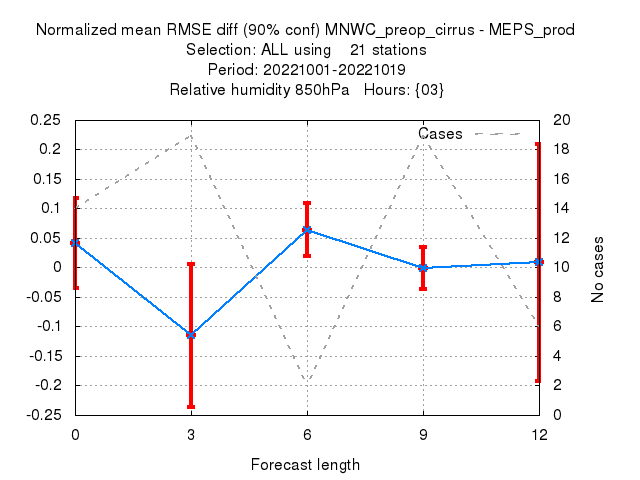 Normalized mean RMSE diff (90% conf) MNWC_preop_cirrus - MEPS_prod
Selection: ALL using    21 stations
Period: 20221001-20221019
Relative humidity 850hPa   Hours: {03}
Cases
0.25
0.2
0.15
0.1
0.05
0
-0.05
-0.1
-0.15
-0.2
-0.25
20
18
16
14
12
10
8
6
4
2
0
No cases
0 3 6 9 12
Forecast length